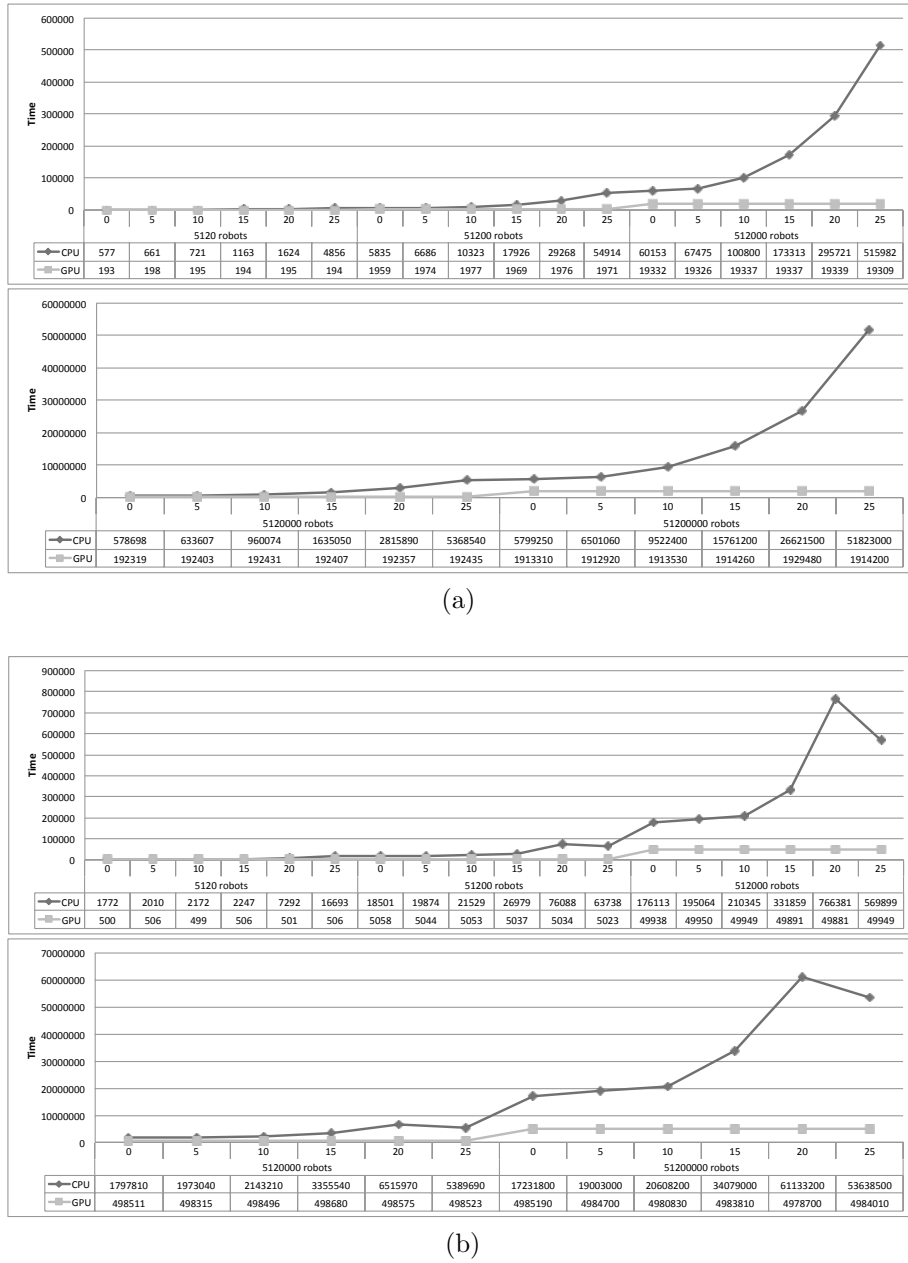 600000
500000
400000
300000
200000
100000
0
Time
0 5 10 15 20 25 0 5 10 15 20 25 0 5 10 15 20 25
5120 robots 51200 robots 512000 robots
CPU 577 661 721 1163 1624 4856 5835 6686 10323 17926 29268 54914 60153 67475 100800 173313 295721 515982
GPU 193 198 195 194 195 194 1959 1974 1977 1969 1976 1971 19332 19326 19337 19337 19339 19309
60000000
50000000
40000000
30000000
20000000
10000000
0
Time
0 5 10 15 20 25 0 5 10 15 20 25
5120000 robots 51200000 robots
CPU 578698 633607 960074 1635050 2815890 5368540 5799250 6501060 9522400 15761200 26621500 51823000
GPU 192319 192403 192431 192407 192357 192435 1913310 1912920 1913530 1914260 1929480 1914200
(a)
900000
800000
700000
600000
500000
400000
300000
200000
100000
0
Time
0 5 10 15 20 25 0 5 10 15 20 25 0 5 10 15 20 25
5120 robots 51200 robots 512000 robots
CPU 1772 2010 2172 2247 7292 16693 18501 19874 21529 26979 76088 63738 176113 195064 210345 331859 766381 569899
GPU 500 506 499 506 501 506 5058 5044 5053 5037 5034 5023 49938 49950 49949 49891 49881 49949
70000000
60000000
50000000
40000000
30000000
20000000
10000000
0
Time
0 5 10 15 20 25 0 5 10 15 20 25
5120000 robots 51200000 robots
CPU 1797810 1973040 2143210 3355540 6515970 5389690 17231800 19003000 20608200 34079000 61133200 53638500
GPU 498511 498315 498496 498680 498575 498523 4985190 4984700 4980830 4983810 4978700 4984010
(b)